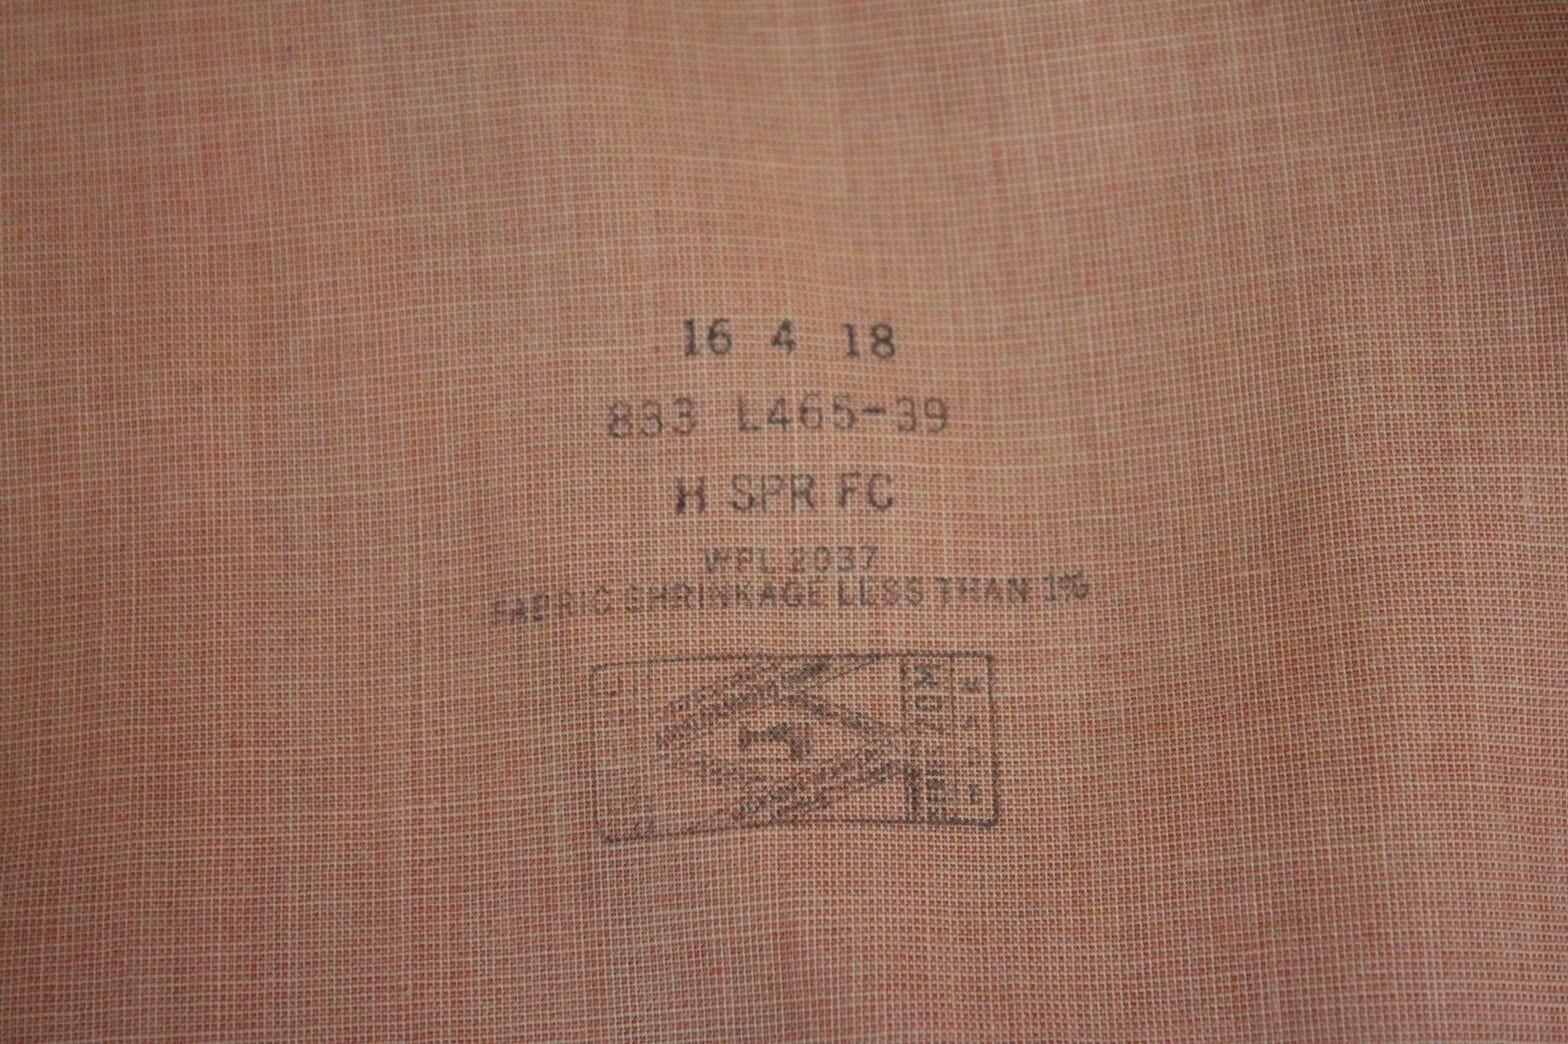 16 4 18
833 L465-39
H SPR FC
WPL 2037
FABRIC SHRINKAGE LESS THAN 1%